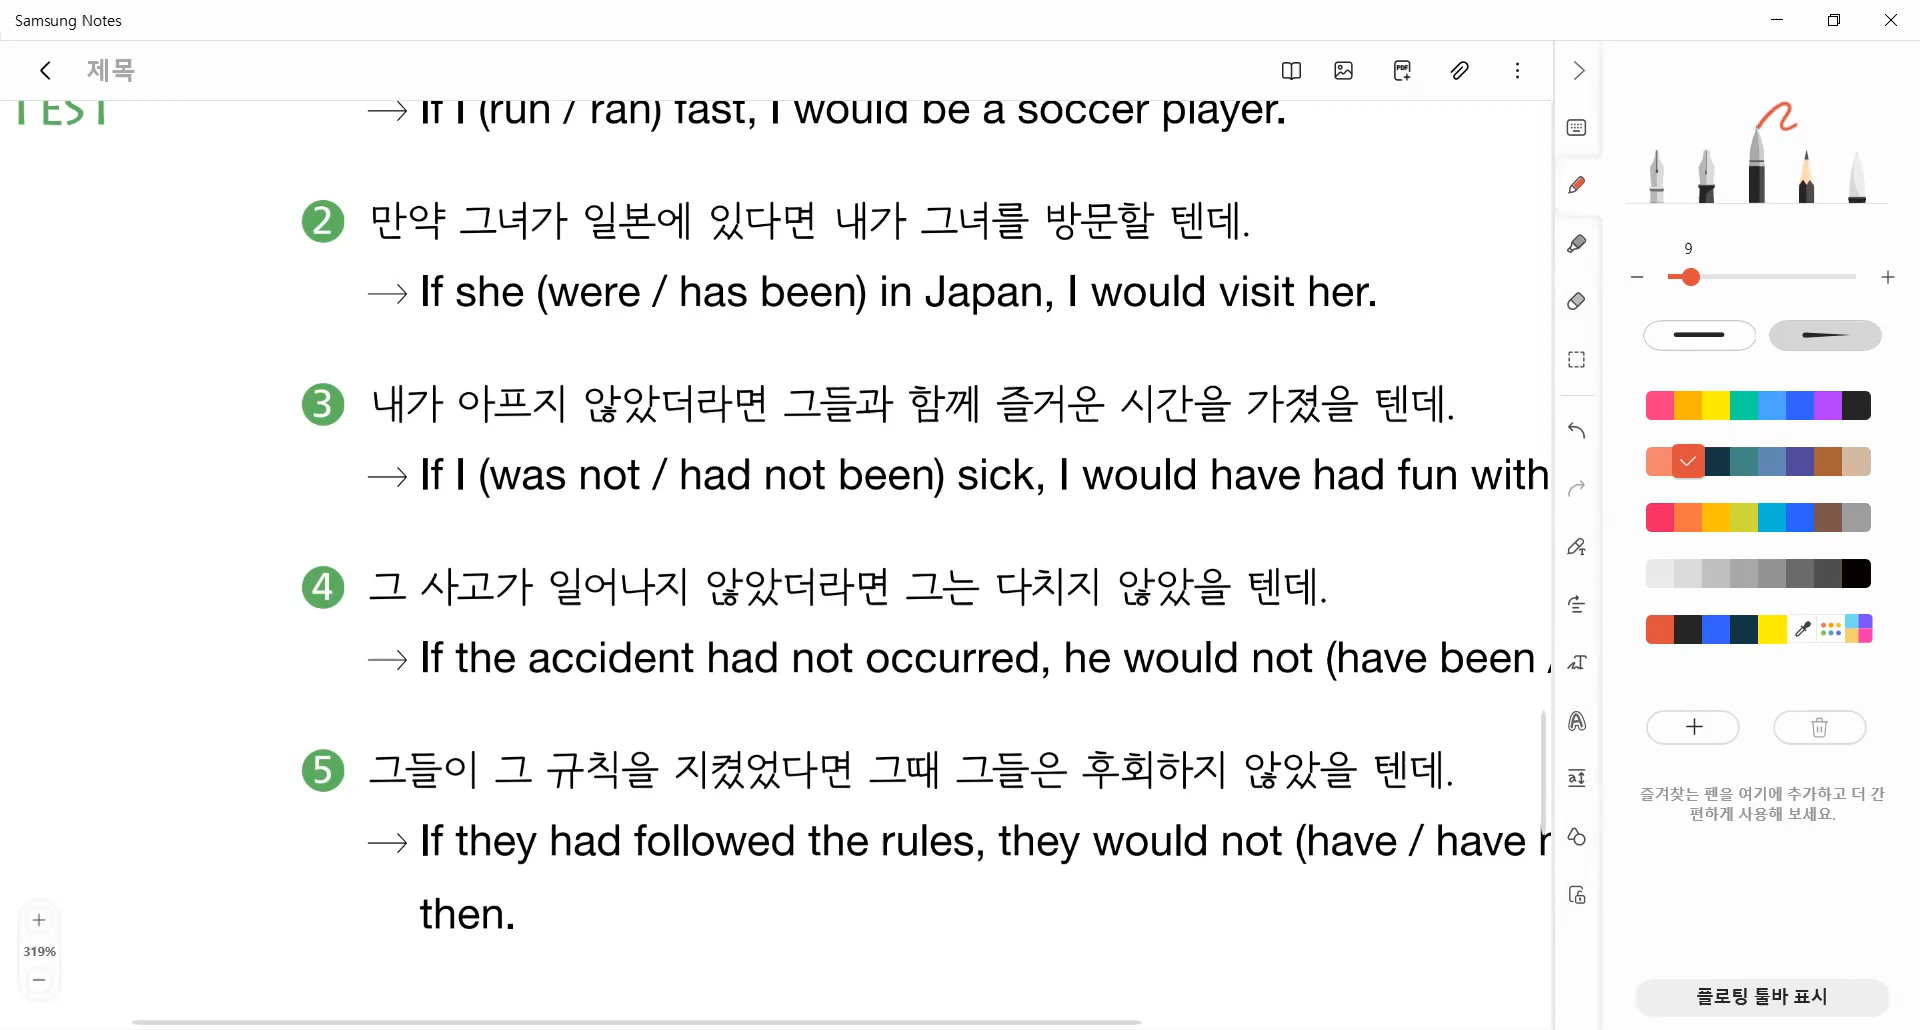 Samsung Notes
제목
TEST
→ If I (run / ran) fast, I would be a soccer player.
2 만약 그녀가 일본에 있다면 내가 그녀를 방문할 텐데.
→ If she (were / has been) in Japan, I would visit her.
3 내가 아프지 않았더라면 그들과 함께 즐거운 시간을 가졌을 텐데.
→ If I (was not / had not been) sick, I would have had fun with
4 그 사고가 일어나지 않았더라면 그는 다치지 않았을 텐데.
→ If the accident had not occurred, he would not (have been /
5 그들이 그 규칙을 지켰었다면 그때 그들은 후회하지 않았을 텐데.
→ If they had followed the rules, they would not (have / have
then.
319%
9
즐겨찾는 펜을 여기에 추가하고 더 간
편하게 사용해 보세요.
플로팅 툴바 표시